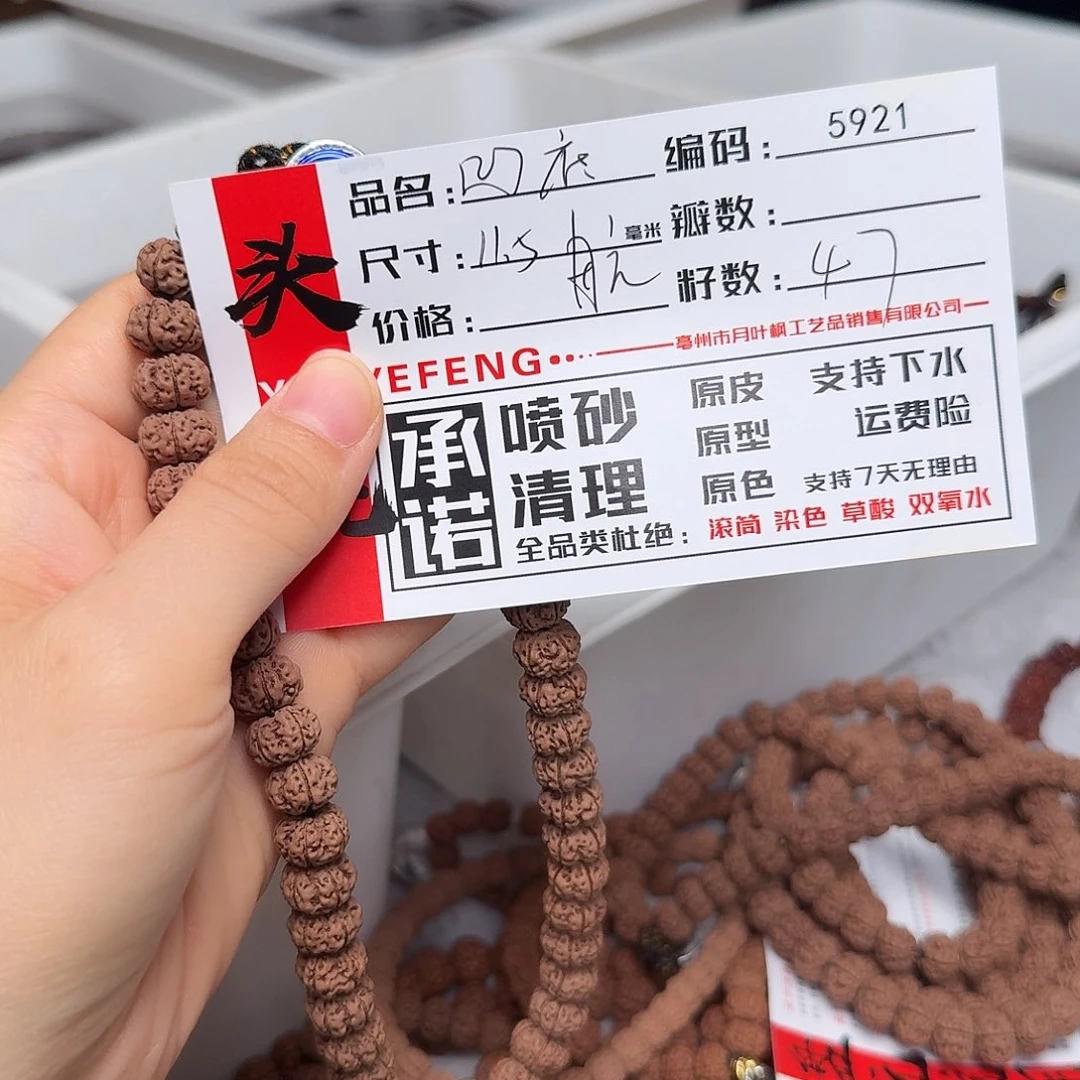 头
品名：凹底 编码：5921
尺寸：11.5 毫米 瓣数：
价格： 航 籽数：47
YEFENG 亳州市月叶枫工艺品销售有限公司
承诺
喷砂 原皮 支持下水
清理 原型 运费险
原色 支持7天无理由
全品类杜绝：滚筒 染色 草酸 双氧水